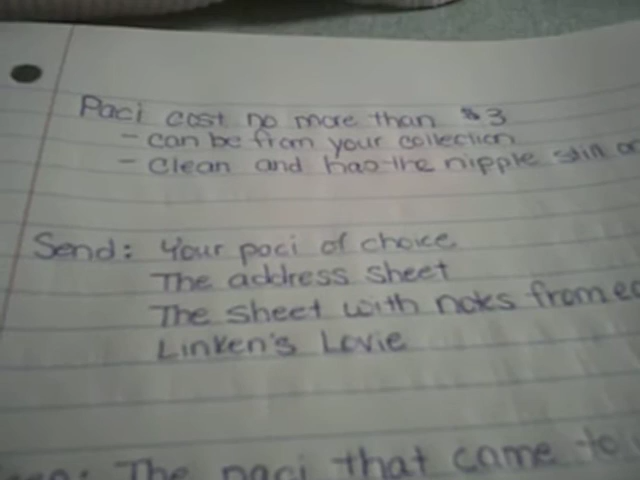 Paci cost no more than $3
- can be from your collection
- Clean and has the nipple still on
Send: Your paci of choice
The address sheet
The sheet with notes from
Linken's Lovie
The paci that came to